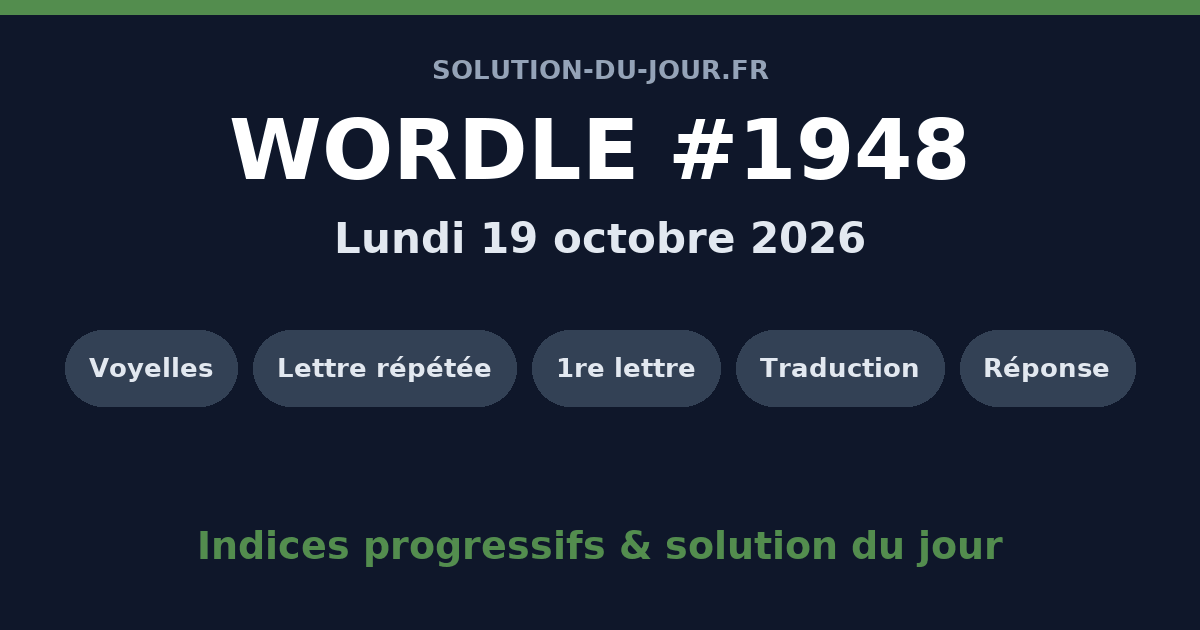 SOLUTION-DU-JOUR.FR
WORDLE #1948
Lundi 19 octobre 2026
Voyelles Lettre répétée 1re lettre Traduction Réponse
Indices progressifs & solution du jour